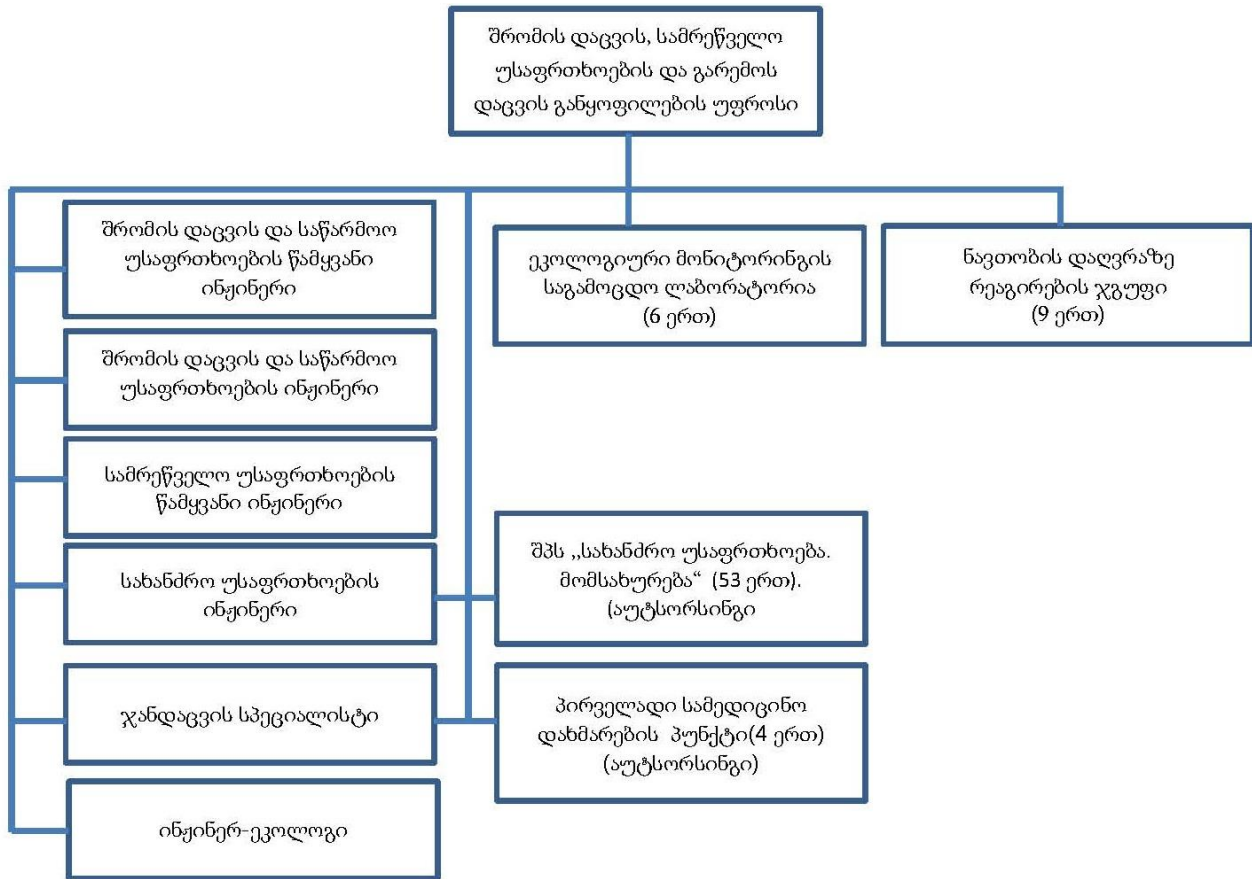 შრომის დაცვის, სამრეწველო
უსაფრთხოების და გარემოს
დაცვის განყოფილების უფროსი
შრომის დაცვის და საწარმოო
უსაფრთხოების წამყვანი
ინჟინერი
შრომის დაცვის და საწარმოო
უსაფრთხოების ინჟინერი
სამრეწველო უსაფრთხოების
წამყვანი ინჟინერი
სახანძრო უსაფრთხოების
ინჟინერი
ჯანდაცვის სპეციალისტი
ინჟინერ-ეკოლოგი
ეკოლოგიური მონიტორინგის
საგამოცდო ლაბორატორია
(6 ერთ)
შპს „სახანძრო უსაფრთხოება.
მომსახურება“ (53 ერთ).
(აუტსორსინგი
პირველადი სამედიცინო
დახმარების პუნქტი(4 ერთ)
(აუტსორსინგი)
ნავთობის დაღვრაზე
რეაგირების ჯგუფი
(9 ერთ)